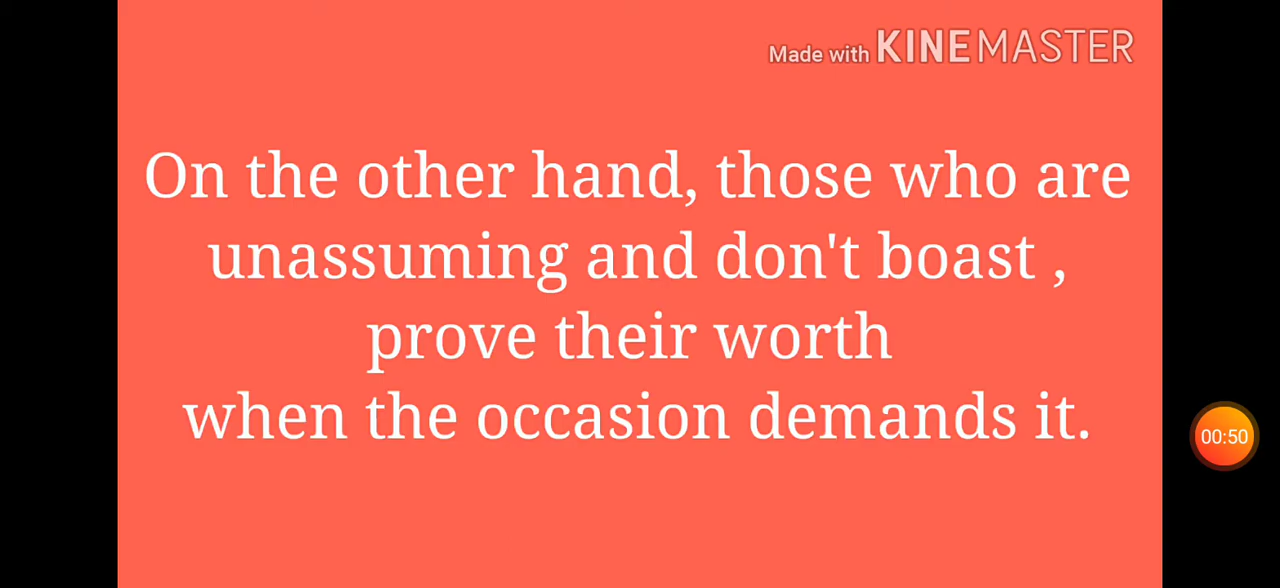 Made with KINEMASTER
On the other hand, those who are
unassuming and don't boast ,
prove their worth
when the occasion demands it.
00:50